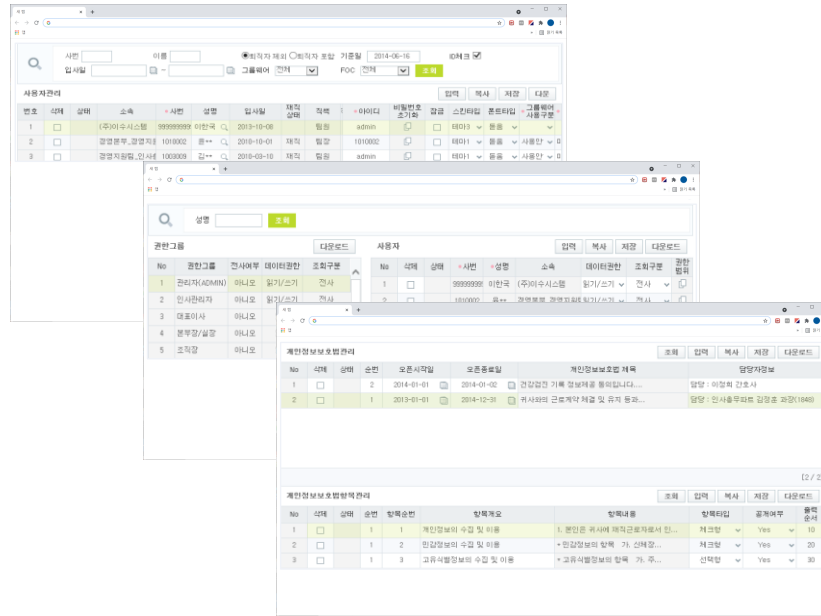 사번 이름 퇴직자 제외 퇴직자 포함 기준일 2014-06-16 ID체크
입사일 ~ 그룹웨어 전체 FOC 전체 조회
입력 복사 저장 다운
사용자관리
번호 삭제 상태 소속 *사번 성명 입사일 재직상태 직책 *아이디 비밀번호초기화 잠금 스킨타입 폰트타입 *그룹웨어사용구분
1 (주)이수시스템 999999999 이한국 2013-10-08 팀원 admin 테마3 돋움
2 경영본부_경영지원 1010002 윤** 2010-10-01 재직 팀장 1010002 테마1 돋움 사용안
3 경영지원팀_인사총 1003009 김** 2010-03-10 재직 팀원 admin 테마1 돋움 사용안
성명 조회
권한그룹 다운로드
No 권한그룹 전사여부 데이터권한 조회구분
1 관리자(ADMIN) 아니오 읽기/쓰기 전사
2 인사관리자 아니오 읽기/쓰기 전사
3 대표이사 아니오
4 본부장/실장 아니오
5 조직장 아니오
사용자 입력 복사 저장 다운로드
No 삭제 상태 *사번 *성명 소속 데이터권한 조회구분 권한범위
1 99999999 이한국 (주)이수시스템 읽기/쓰기 전사
2 1010002 윤** 경영본부_경영지원 읽기/쓰기 전사
개인정보보호법관리 조회 입력 복사 저장 다운로드
No 삭제 상태 순번 오픈시작일 오픈종료일 개인정보보호법 제목 담당자정보
1 2 2014-01-01 2014-01-02 건강검진 기록 정보제공 동의입니다.... 담당 : 이정희 간호사
2 1 2013-01-01 2014-12-31 귀사와의 근로계약 체결 및 유지 등과... 담당 : 인사총무파트 김정훈 과장(1848)
[2 / 2
개인정보보호법항목관리 조회 입력 복사 저장 다운로드
No 삭제 상태 순번 항목순번 항목개요 항목내용 항목타입 공개여부 출력순서
1 1 1 개인정보의 수집 및 이용 1. 본인은 귀사에 재직근로자로서 인... 체크형 Yes 10
2 1 2 민감정보의 수집 및 이용 * 민감정보의 항목 가. 신체장... 체크형 Yes 20
3 1 3 고유식별정보의 수집 및 이용 * 고유식별정보의 항목 가. 주... 선택형 Yes 30